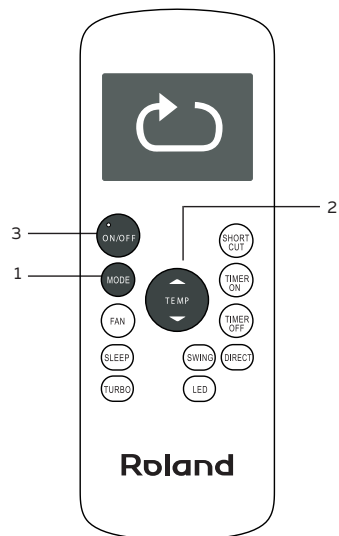 2
3
ON/OFF
SHORT
CUT
1
MODE
TEMP
TIMER
ON
FAN
TIMER
OFF
SLEEP
SWING
DIRECT
TURBO
LED
Roland